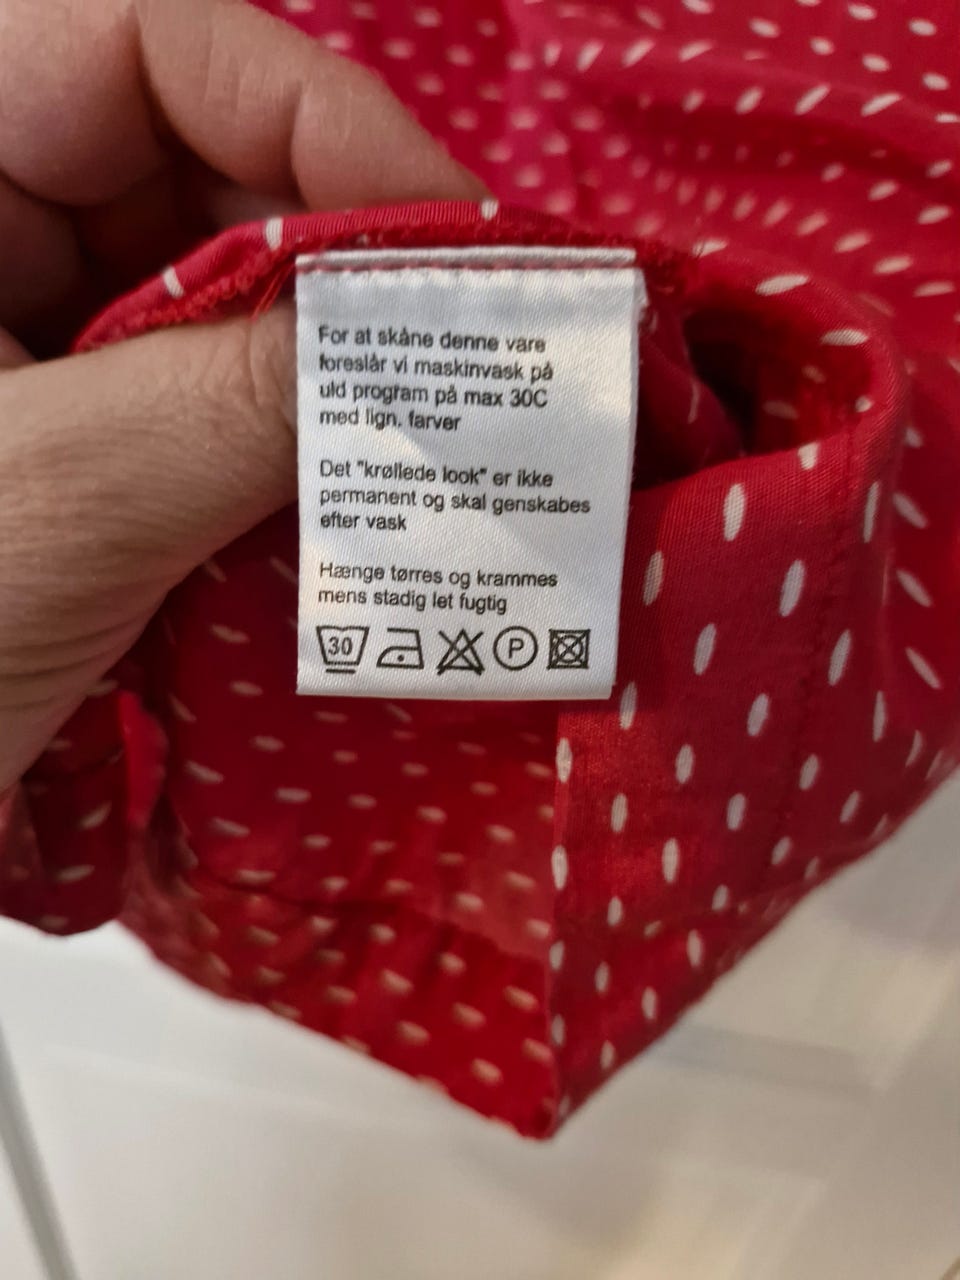 For at skåne denne vare
foreslår vi maskinvask på
uld program på max 30C
med lign. farver
Det "krøllede look" er ikke
permanent og skal genskabes
efter vask
Hænge tørres og krammes
mens stadig let fugtig
30 P